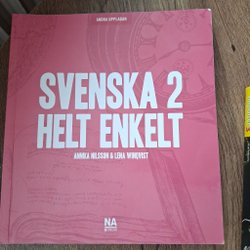 ANDRA UPPLAGAN
SVENSKA 2
HELT ENKELT
ANNIKA NILSSON & LENA WINQVIST
NA